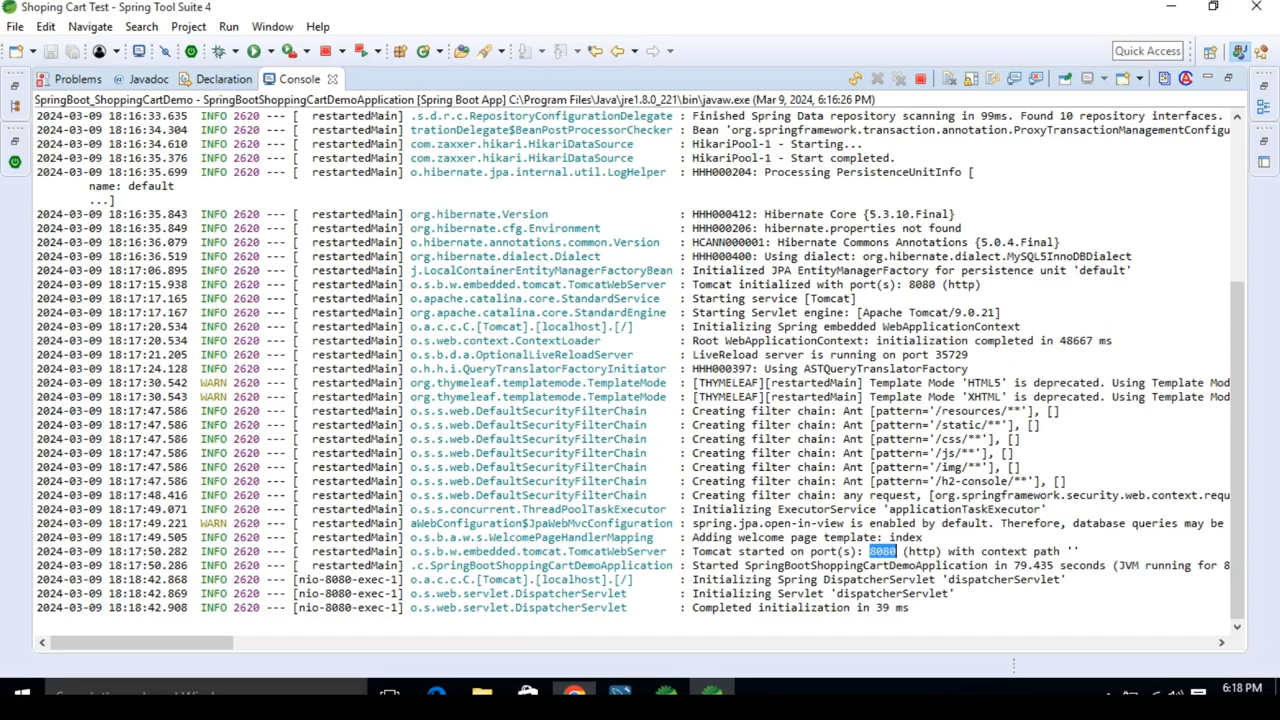 Shoping Cart Test - Spring Tool Suite 4
File Edit Navigate Search Project Run Window Help
Quick Access
Problems Javadoc Declaration Console
SpringBoot_ShoppingCartDemo - SpringBootShoppingCartDemoApplication [Spring Boot App] C:\Program Files\Java\jre1.8.0_221\bin\javaw.exe (Mar 9, 2024, 6:16:26 PM)
2024-03-09 18:16:33.635 INFO 2620 --- [ restartedMain] .s.d.r.c.RepositoryConfigurationDelegate : Finished Spring Data repository scanning in 99ms. Found 10 repository interfaces.
2024-03-09 18:16:34.304 INFO 2620 --- [ restartedMain] trationDelegate$BeanPostProcessorChecker : Bean 'org.springframework.transaction.annotation.ProxyTransactionManagementConfigu
2024-03-09 18:16:34.610 INFO 2620 --- [ restartedMain] com.zaxxer.hikari.HikariDataSource : HikariPool-1 - Starting...
2024-03-09 18:16:35.376 INFO 2620 --- [ restartedMain] com.zaxxer.hikari.HikariDataSource : HikariPool-1 - Start completed.
2024-03-09 18:16:35.699 INFO 2620 --- [ restartedMain] o.hibernate.jpa.internal.util.LogHelper : HHH000204: Processing PersistenceUnitInfo [
name: default
...]
2024-03-09 18:16:35.843 INFO 2620 --- [ restartedMain] org.hibernate.Version : HHH000412: Hibernate Core {5.3.10.Final}
2024-03-09 18:16:35.849 INFO 2620 --- [ restartedMain] org.hibernate.cfg.Environment : HHH000206: hibernate.properties not found
2024-03-09 18:16:36.079 INFO 2620 --- [ restartedMain] o.hibernate.annotations.common.Version : HCANN000001: Hibernate Commons Annotations {5.0.4.Final}
2024-03-09 18:16:36.516 INFO 2620 --- [ restartedMain] org.hibernate.dialect.Dialect : HHH000400: Using dialect: org.hibernate.dialect.MySQL5InnoDBDialect
2024-03-09 18:17:06.895 INFO 2620 --- [ restartedMain] j.LocalContainerEntityManagerFactoryBean : Initialized JPA EntityManagerFactory for persistence unit 'default'
2024-03-09 18:17:15.938 INFO 2620 --- [ restartedMain] o.s.b.w.embedded.tomcat.TomcatWebServer : Tomcat initialized with port(s): 8080 (http)
2024-03-09 18:17:17.165 INFO 2620 --- [ restartedMain] o.apache.catalina.core.StandardService : Starting service [Tomcat]
2024-03-09 18:17:17.167 INFO 2620 --- [ restartedMain] org.apache.catalina.core.StandardEngine : Starting Servlet engine: [Apache Tomcat/9.0.21]
2024-03-09 18:17:20.534 INFO 2620 --- [ restartedMain] o.a.c.c.C.[Tomcat].[localhost].[/] : Initializing Spring embedded WebApplicationContext
2024-03-09 18:17:20.534 INFO 2620 --- [ restartedMain] o.s.web.context.ContextLoader : Root WebApplicationContext: initialization completed in 48667 ms
2024-03-09 18:17:21.205 INFO 2620 --- [ restartedMain] o.s.b.d.a.OptionalLiveReloadServer : LiveReload server is running on port 35729
2024-03-09 18:17:24.128 INFO 2620 --- [ restartedMain] o.h.h.i.QueryTranslatorFactoryInitiator : HHH000397: Using ASTQueryTranslatorFactory
2024-03-09 18:17:30.542 WARN 2620 --- [ restartedMain] org.thymeleaf.templatemode.TemplateMode : [THYMELEAF][restartedMain] Template Mode 'HTML5' is deprecated. Using Template Mod
2024-03-09 18:17:30.543 WARN 2620 --- [ restartedMain] org.thymeleaf.templatemode.TemplateMode : [THYMELEAF][restartedMain] Template Mode 'XHTML' is deprecated. Using Template Mod
2024-03-09 18:17:47.586 INFO 2620 --- [ restartedMain] o.s.s.web.DefaultSecurityFilterChain : Creating filter chain: Ant [pattern='/resources/**'], []
2024-03-09 18:17:47.586 INFO 2620 --- [ restartedMain] o.s.s.web.DefaultSecurityFilterChain : Creating filter chain: Ant [pattern='/static/**'], []
2024-03-09 18:17:47.586 INFO 2620 --- [ restartedMain] o.s.s.web.DefaultSecurityFilterChain : Creating filter chain: Ant [pattern='/css/**'], []
2024-03-09 18:17:47.586 INFO 2620 --- [ restartedMain] o.s.s.web.DefaultSecurityFilterChain : Creating filter chain: Ant [pattern='/js/**'], []
2024-03-09 18:17:47.586 INFO 2620 --- [ restartedMain] o.s.s.web.DefaultSecurityFilterChain : Creating filter chain: Ant [pattern='/img/**'], []
2024-03-09 18:17:47.586 INFO 2620 --- [ restartedMain] o.s.s.web.DefaultSecurityFilterChain : Creating filter chain: Ant [pattern='/h2-console/**'], []
2024-03-09 18:17:48.416 INFO 2620 --- [ restartedMain] o.s.s.web.DefaultSecurityFilterChain : Creating filter chain: any request, [org.springframework.security.web.context.requ
2024-03-09 18:17:49.071 INFO 2620 --- [ restartedMain] o.s.s.concurrent.ThreadPoolTaskExecutor : Initializing ExecutorService 'applicationTaskExecutor'
2024-03-09 18:17:49.221 WARN 2620 --- [ restartedMain] aWebConfiguration$JpaWebMvcConfiguration : spring.jpa.open-in-view is enabled by default. Therefore, database queries may be
2024-03-09 18:17:49.505 INFO 2620 --- [ restartedMain] o.s.b.a.w.s.WelcomePageHandlerMapping : Adding welcome page template: index
2024-03-09 18:17:50.282 INFO 2620 --- [ restartedMain] o.s.b.w.embedded.tomcat.TomcatWebServer : Tomcat started on port(s): 8080 (http) with context path ''
2024-03-09 18:17:50.286 INFO 2620 --- [ restartedMain] .c.SpringBootShoppingCartDemoApplication : Started SpringBootShoppingCartDemoApplication in 79.435 seconds (JVM running for 8
2024-03-09 18:18:42.868 INFO 2620 --- [nio-8080-exec-1] o.a.c.c.C.[Tomcat].[localhost].[/] : Initializing Spring DispatcherServlet 'dispatcherServlet'
2024-03-09 18:18:42.869 INFO 2620 --- [nio-8080-exec-1] o.s.web.servlet.DispatcherServlet : Initializing Servlet 'dispatcherServlet'
2024-03-09 18:18:42.908 INFO 2620 --- [nio-8080-exec-1] o.s.web.servlet.DispatcherServlet : Completed initialization in 39 ms
6:18 PM